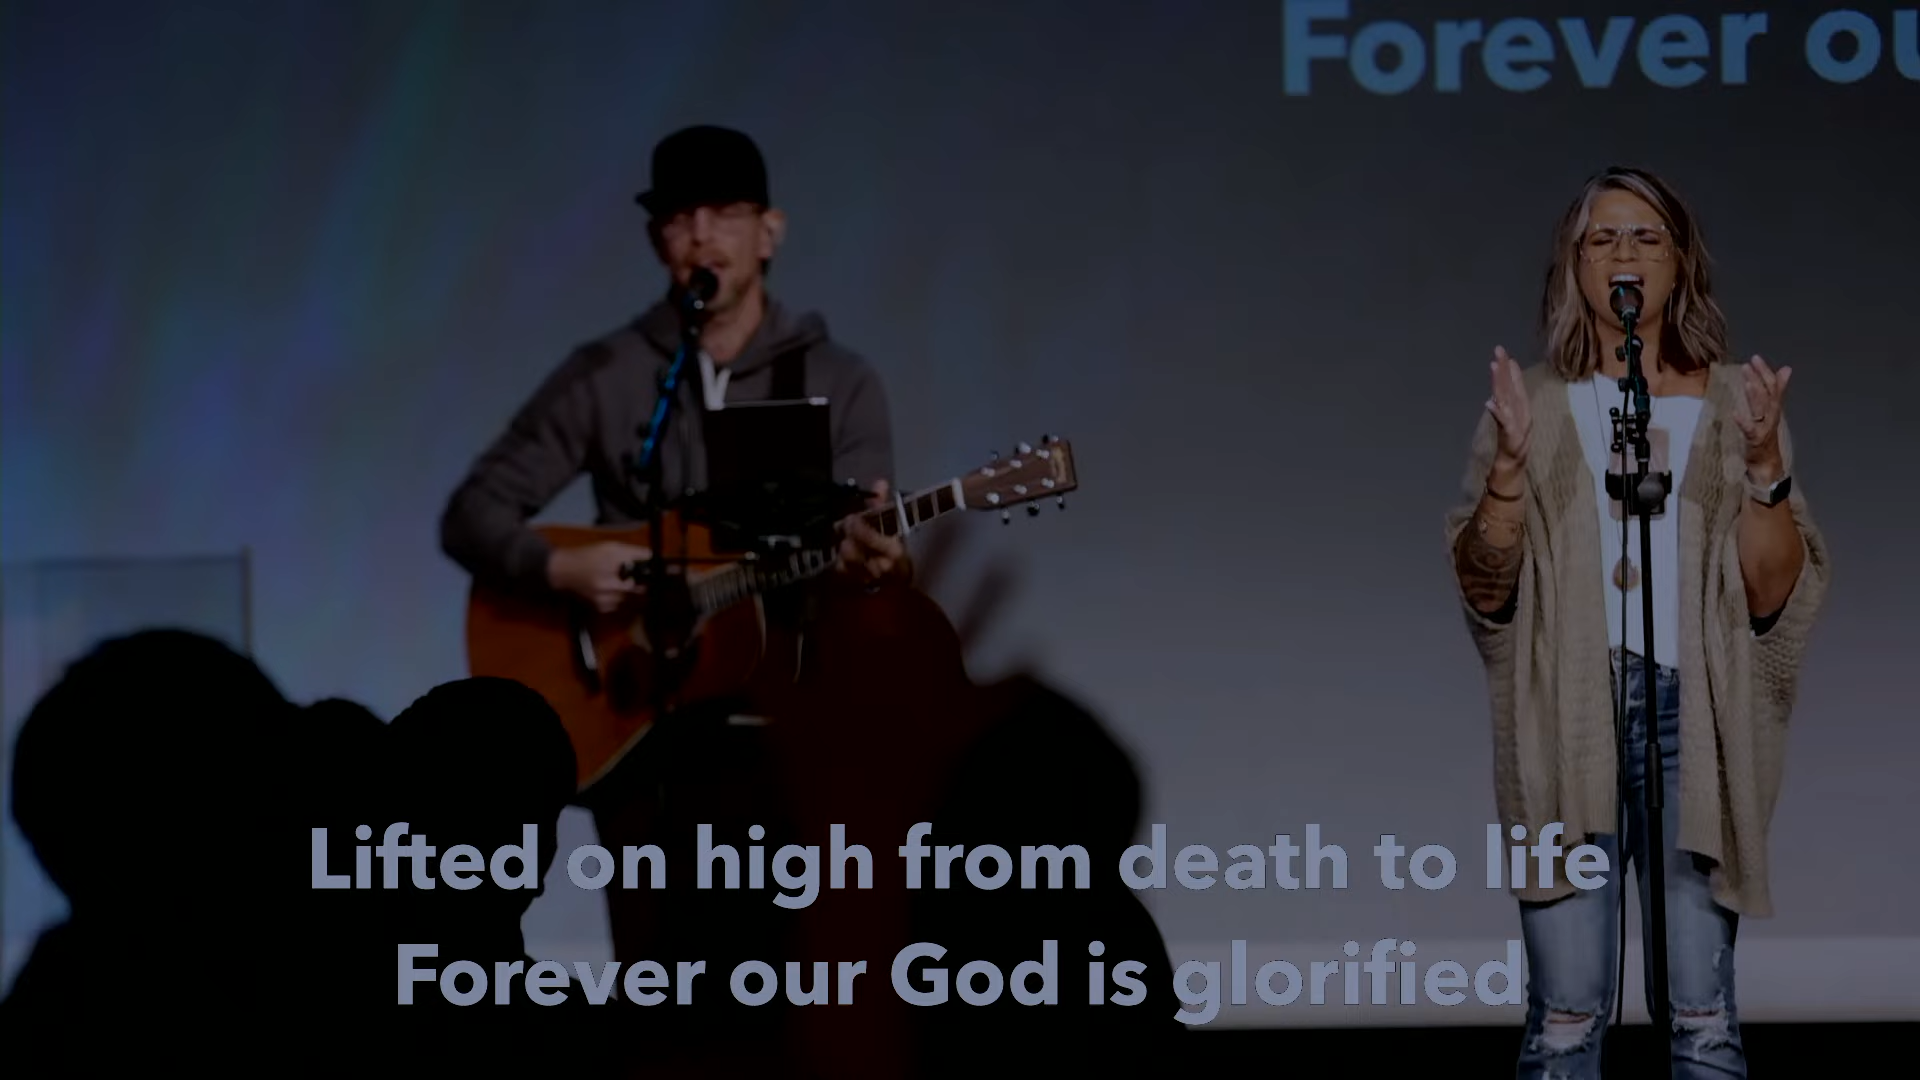 Forever ou
Lifted on high from death to life
Forever our God is glorified